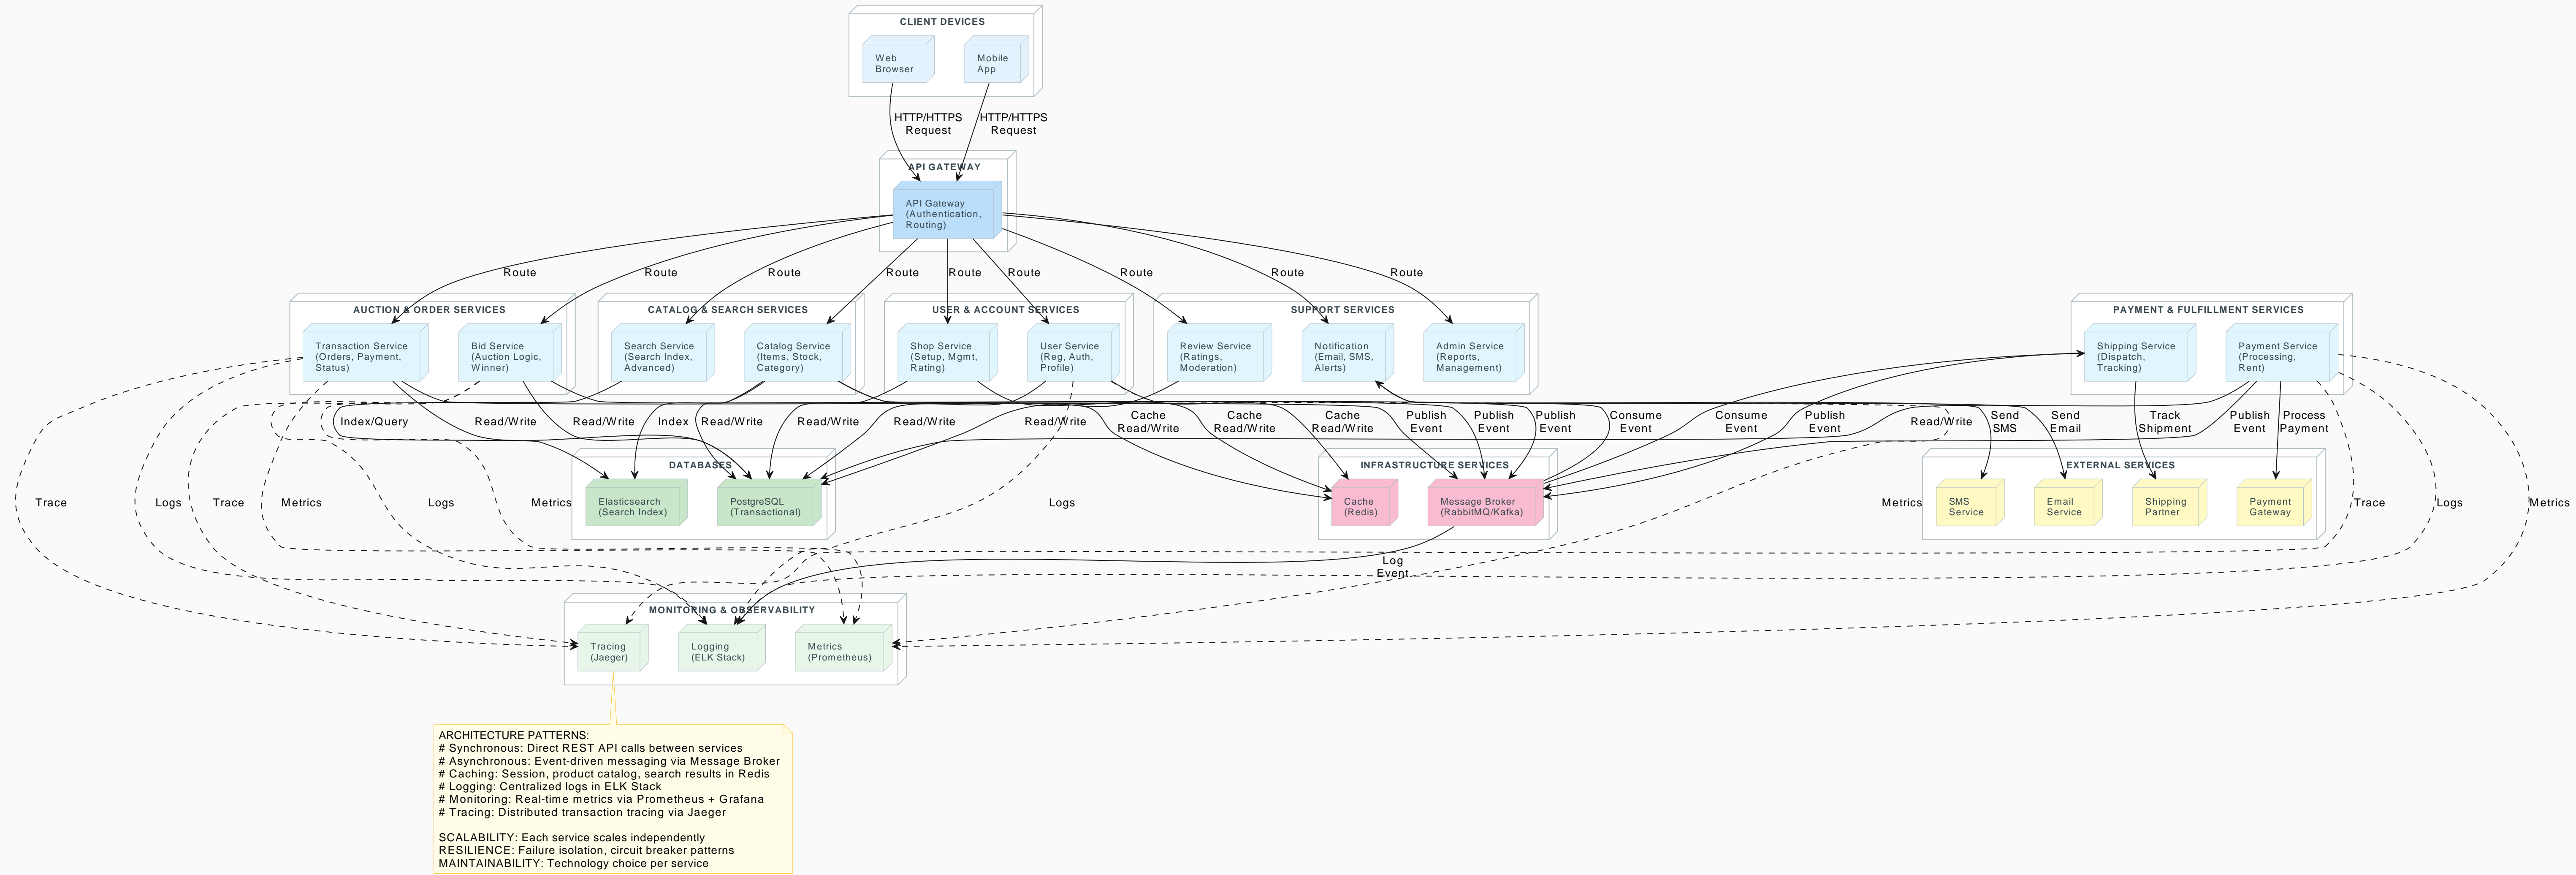 CLIENT DEVICES
Web
Browser
Mobile
App
HTTP/HTTPS
Request
HTTP/HTTPS
Request
API GATEWAY
API Gateway
(Authentication,
Routing)
Route
Route
Route
Route
Route
Route
Route
Route
Route
AUCTION & ORDER SERVICES
Transaction Service
(Orders, Payment,
Status)
Bid Service
(Auction Logic,
Winner)
CATALOG & SEARCH SERVICES
Search Service
(Search Index,
Advanced)
Catalog Service
(Items, Stock,
Category)
USER & ACCOUNT SERVICES
Shop Service
(Setup, Mgmt,
Rating)
User Service
(Reg, Auth,
Profile)
SUPPORT SERVICES
Review Service
(Ratings,
Moderation)
Notification
(Email, SMS,
Alerts)
Admin Service
(Reports,
Management)
PAYMENT & FULFILLMENT SERVICES
Shipping Service
(Dispatch,
Tracking)
Payment Service
(Processing,
Rent)
Index/Query
Read/Write
Read/Write
Index
Read/Write
Read/Write
Read/Write
Read/Write
Cache
Read/Write
Cache
Read/Write
Cache
Read/Write
Publish
Event
Publish
Event
Publish
Event
Consume
Event
Consume
Event
Publish
Event
Read/Write
Send
SMS
Send
Email
Track
Shipment
Publish
Event
Process
Payment
DATABASES
Elasticsearch
(Search Index)
PostgreSQL
(Transactional)
INFRASTRUCTURE SERVICES
Cache
(Redis)
Message Broker
(RabbitMQ/Kafka)
EXTERNAL SERVICES
SMS
Service
Email
Service
Shipping
Partner
Payment
Gateway
Trace
Logs
Trace
Metrics
Logs
Metrics
Logs
Metrics
Trace
Logs
Metrics
Log
Event
MONITORING & OBSERVABILITY
Tracing
(Jaeger)
Logging
(ELK Stack)
Metrics
(Prometheus)
ARCHITECTURE PATTERNS:
# Synchronous: Direct REST API calls between services
# Asynchronous: Event-driven messaging via Message Broker
# Caching: Session, product catalog, search results in Redis
# Logging: Centralized logs in ELK Stack
# Monitoring: Real-time metrics via Prometheus + Grafana
# Tracing: Distributed transaction tracing via Jaeger
SCALABILITY: Each service scales independently
RESILIENCE: Failure isolation, circuit breaker patterns
MAINTAINABILITY: Technology choice per service